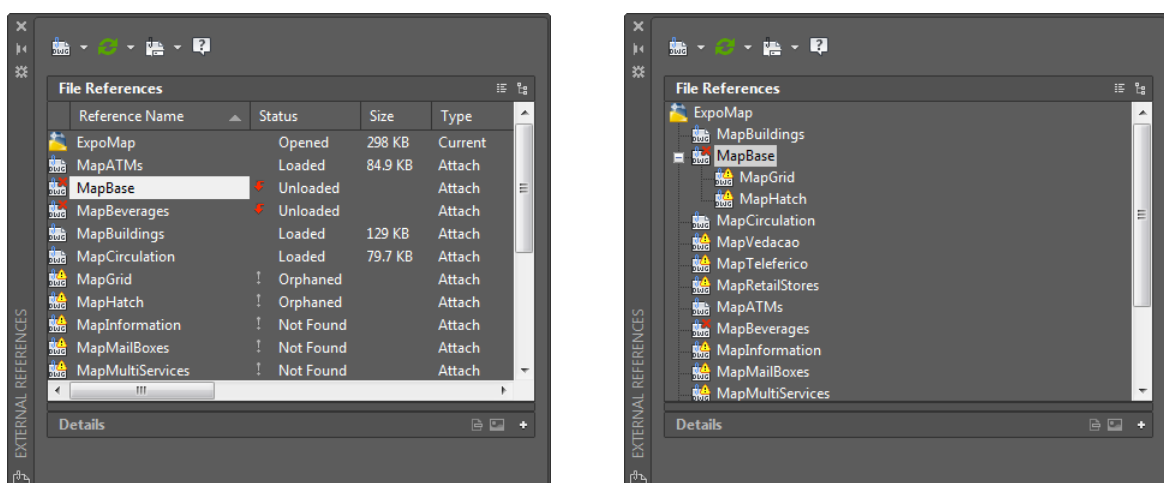 File References
Reference Name Status Size Type
ExpoMap Opened 298 KB Current
MapATMs Loaded 84.9 KB Attach
MapBase Unloaded Attach
MapBeverages Unloaded Attach
MapBuildings Loaded 129 KB Attach
MapCirculation Loaded 79.7 KB Attach
MapGrid ! Orphaned Attach
MapHatch ! Orphaned Attach
MapInformation ! Not Found Attach
MapMailBoxes ! Not Found Attach
MapMultiServices ! Not Found Attach
Details
EXTERNAL REFERENCES
File References
ExpoMap
MapBuildings
MapBase
MapGrid
MapHatch
MapCirculation
MapVedacao
MapTeleferico
MapRetailStores
MapATMs
MapBeverages
MapInformation
MapMailBoxes
MapMultiServices
Details
EXTERNAL REFERENCES